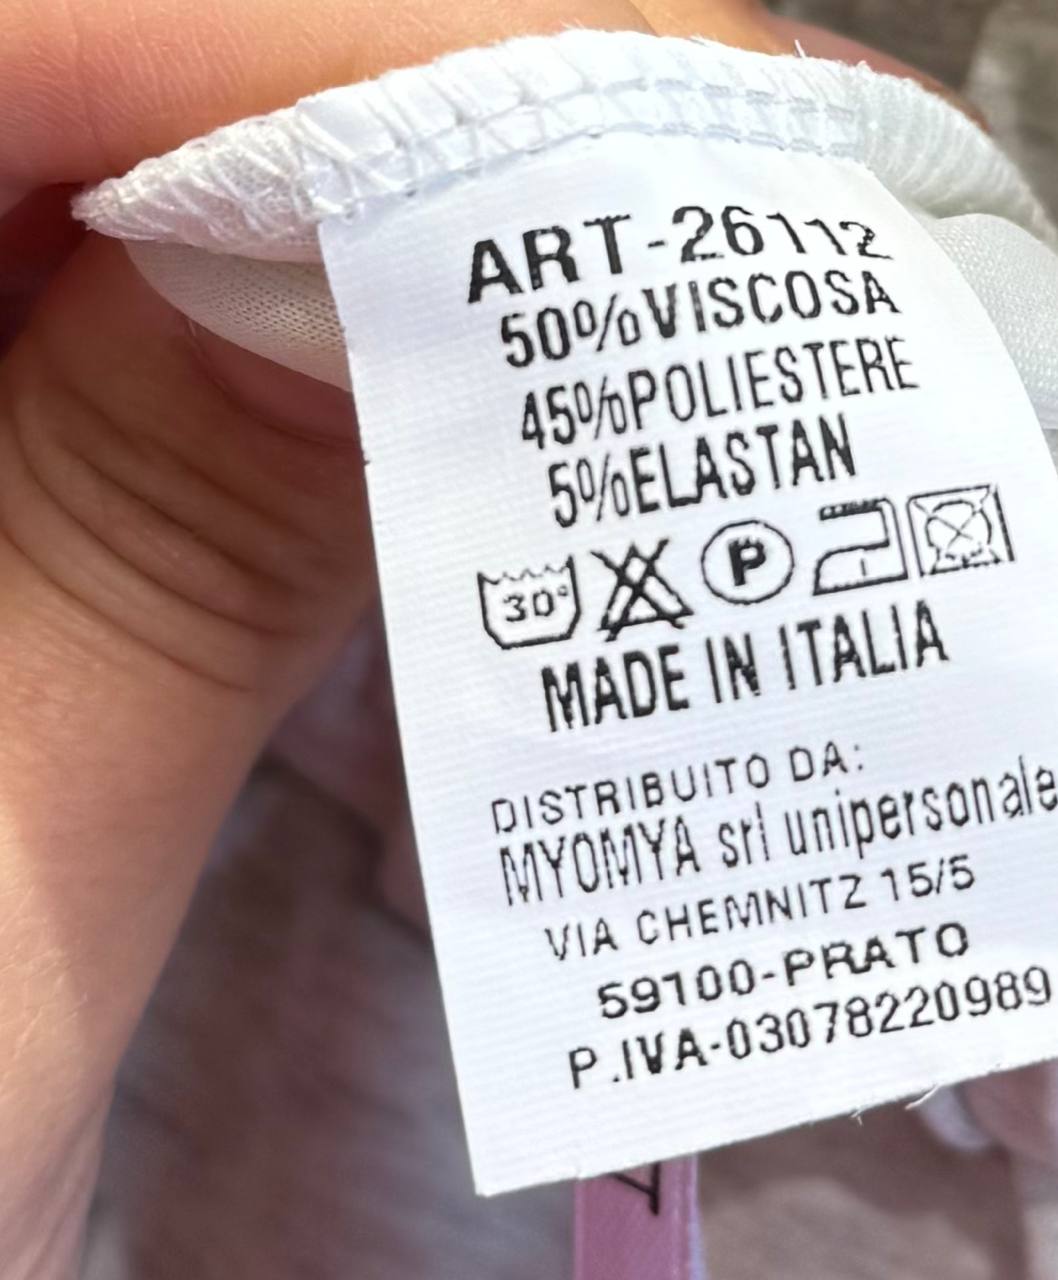 ART-26112
50%VISCOSA
45%POLIESTERE
5%ELASTAN
30° P
MADE IN ITALIA
DISTRIBUITO DA:
MYOMYA srl unipersonale
VIA CHEMNITZ 15/5
59100-PRATO
P.IVA-03078220989